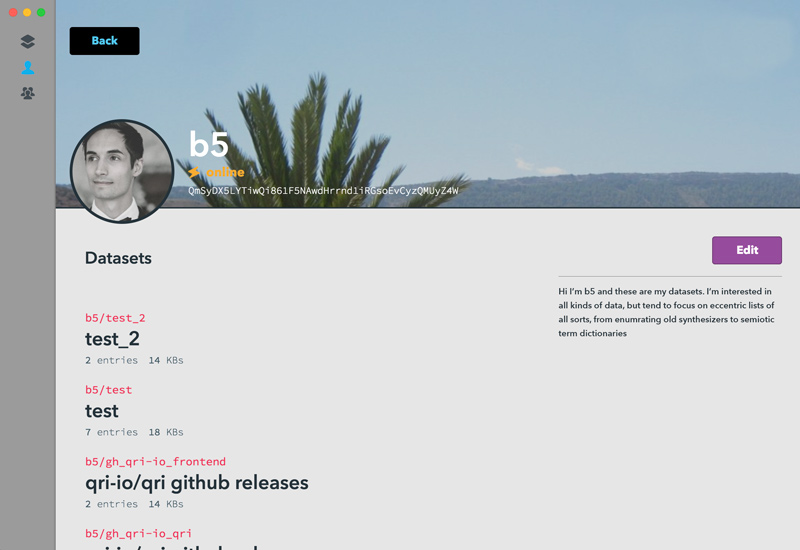 Back
b5
online
QmSyDX5LYTiwQi861F5NAwdHrrnd1iRGsoEvCyzQMUyZ4W
Datasets
Edit
Hi I'm b5 and these are my datasets. I'm interested in
all kinds of data, but tend to focus on eccentric lists of
all sorts, from enumrating old synthesizers to semiotic
term dictionaries
b5/test_2
test_2
2 entries 14 KBs
b5/test
test
7 entries 18 KBs
b5/gh_qri-io_frontend
qri-io/qri github releases
2 entries 14 KBs
b5/gh_qri-io_qri